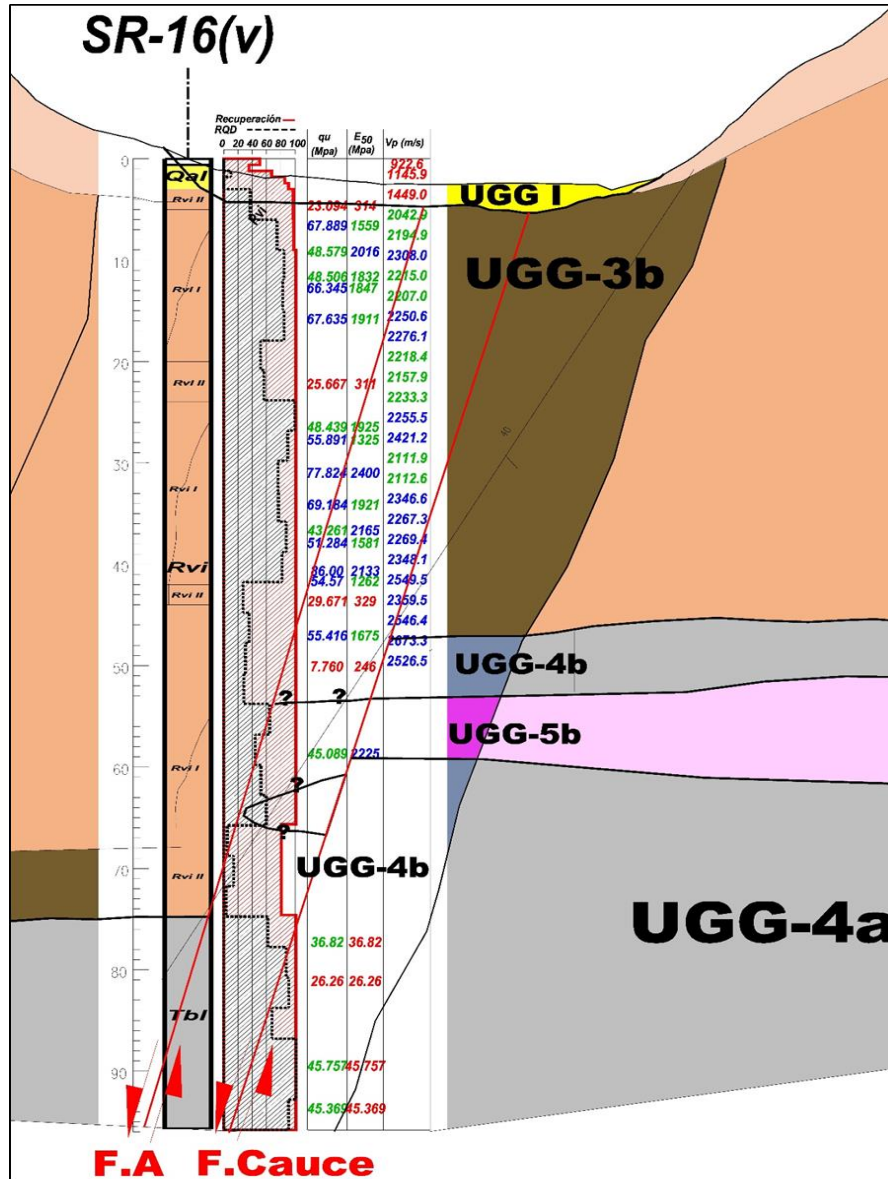 SR-16(v)
Recuperación
RQD
0 20 40 60 80 100
qu
(Mpa)
E50
(Mpa)
Vp (m/s)
0
10
20
30
40
50
60
70
80
90
Qal
Rvi II
Rvi I
Rvi II
Rvi I
Rvi
Rvi II
Rvi I
Rvi II
Tbl
Rvi
23.094 314
67.889 1559
48.579 2016
48.506 1832
66.345 1847
67.635 1911
25.667 311
48.439 1925
55.891 1325
77.824 2400
69.184 1921
43.261 2165
51.284 1581
86.00 2133
54.57 1262
29.671 329
55.416 1675
7.760 246
45.089 2225
36.82 36.82
26.26 26.26
45.757 45.757
45.369 45.369
922.6
1145.9
1449.0
2042.9
2194.9
2308.0
2215.0
2207.0
2250.6
2276.1
2218.4
2157.9
2233.3
2255.5
2421.2
2111.9
2112.6
2346.6
2267.3
2269.4
2348.1
2549.5
2359.5
2546.4
2673.3
2526.5
UGG I
UGG-3b
40
UGG-4b
UGG-5b
? ?
?
?
UGG-4b
UGG-4a
F.A F.Cauce